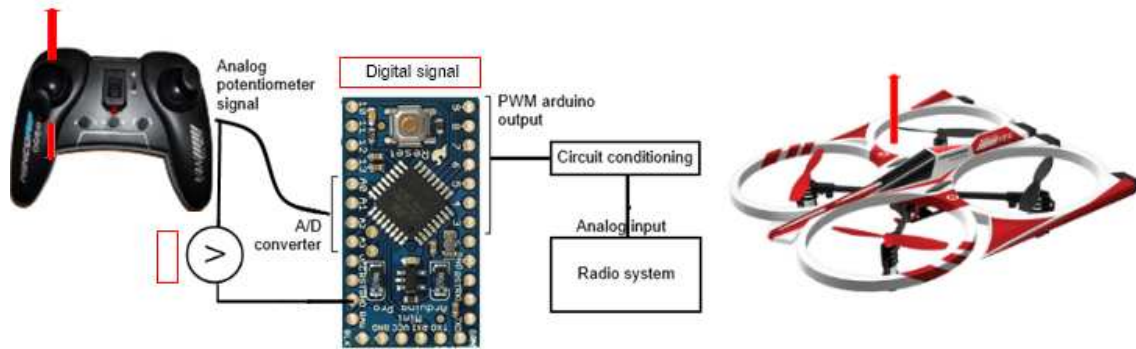 Analog
potentiometer
signal
Digital signal
PWM arduino
output
Circuit conditioning
A/D
converter
Analog input
Radio system
V
Reset
Arduino
Pro
Mini